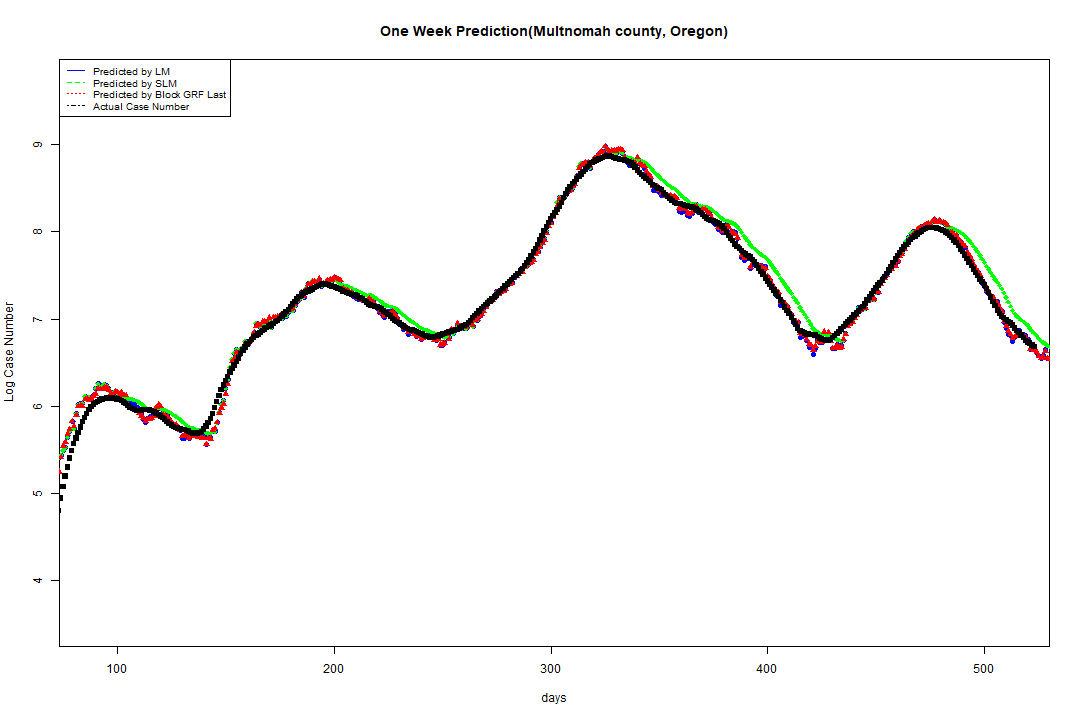 One Week Prediction(Multnomah county, Oregon)
Predicted by LM
Predicted by SLM
Predicted by Block GRF Last
Actual Case Number
9
8
7
6
5
4
Log Case Number
100 200 300 400 500
days